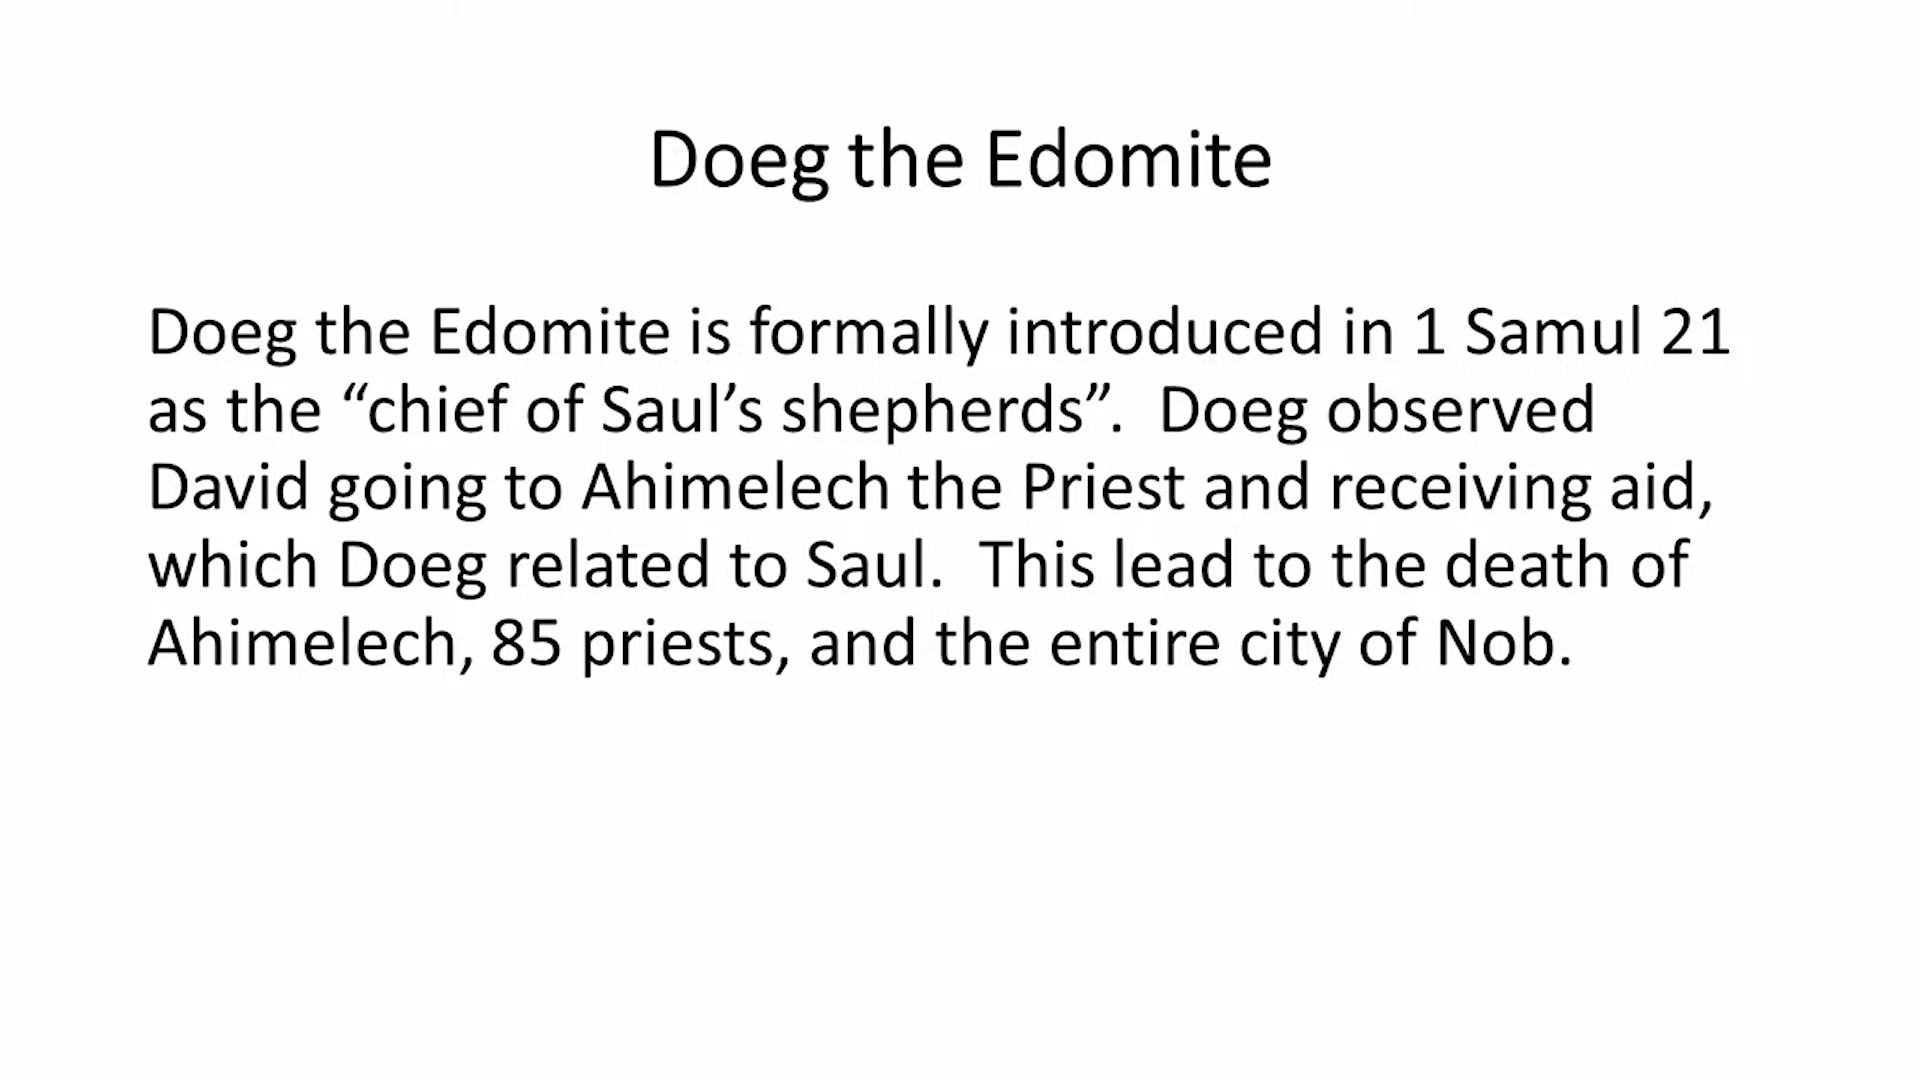 Doeg the Edomite
Doeg the Edomite is formally introduced in 1 Samul 21
as the “chief of Saul’s shepherds”.  Doeg observed
David going to Ahimelech the Priest and receiving aid,
which Doeg related to Saul.  This lead to the death of
Ahimelech, 85 priests, and the entire city of Nob.